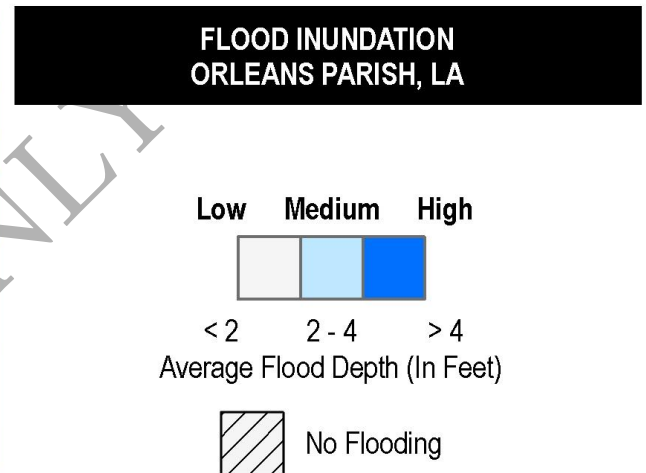 FLOOD INUNDATION
ORLEANS PARISH, LA
Low Medium High
< 2 2 - 4 > 4
Average Flood Depth (In Feet)
No Flooding